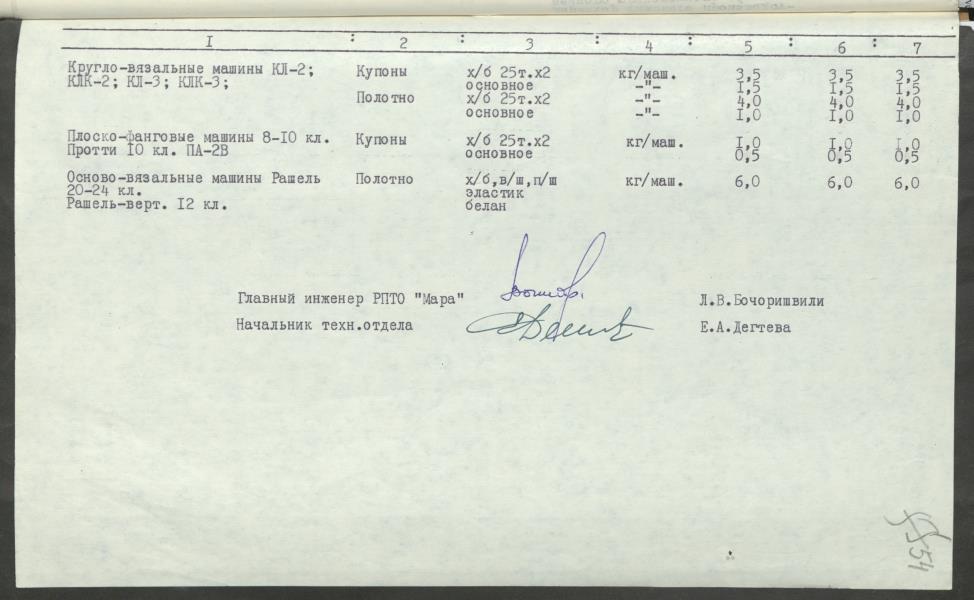 I : 2 : 3 : 4 : 5 : 6 : 7
Кругло-вязальные машины КЛ-2; Купоны х/б 25т.х2 кг/маш. 3,5 3,5 3,5
КЛК-2; КЛ-3; КЛК-3; основное -"- I,5 I,5 I,5
Полотно х/б 25т.х2 -"- 4,0 4,0 4,0
основное -"- I,0 I,0 I,0
Плоско-фанговые машины 8-I0 кл. Купоны х/б 25т.х2 кг/маш. I,0 I,0 I,0
Протти I0 кл. ПА-2В основное 0,5 0,5 0,5
Осново-вязальные машины Рашель Полотно х/б,в/ш,п/ш кг/маш. 6,0 6,0 6,0
20-24 кл. эластик
Рашель-верт. I2 кл. белан
Главный инженер РПТО "Мара" Л.В.Бочоришвили
Начальник техн.отдела Е.А.Дегтева
54